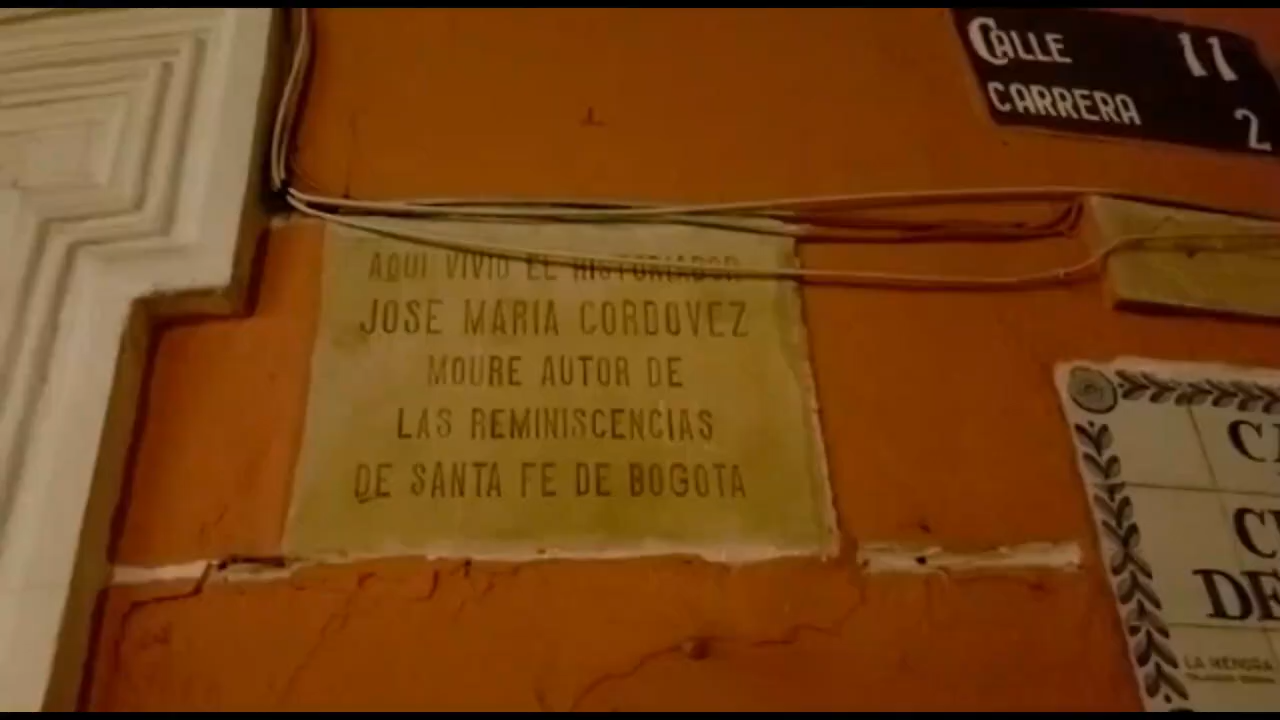 CALLE 11
CARRERA 2
AQUI VIVIO EL HISTORIADOR
JOSE MARIA CORDOVEZ
MOURE AUTOR DE
LAS REMINISCENCIAS
DE SANTA FE DE BOGOTA
C
C
DE